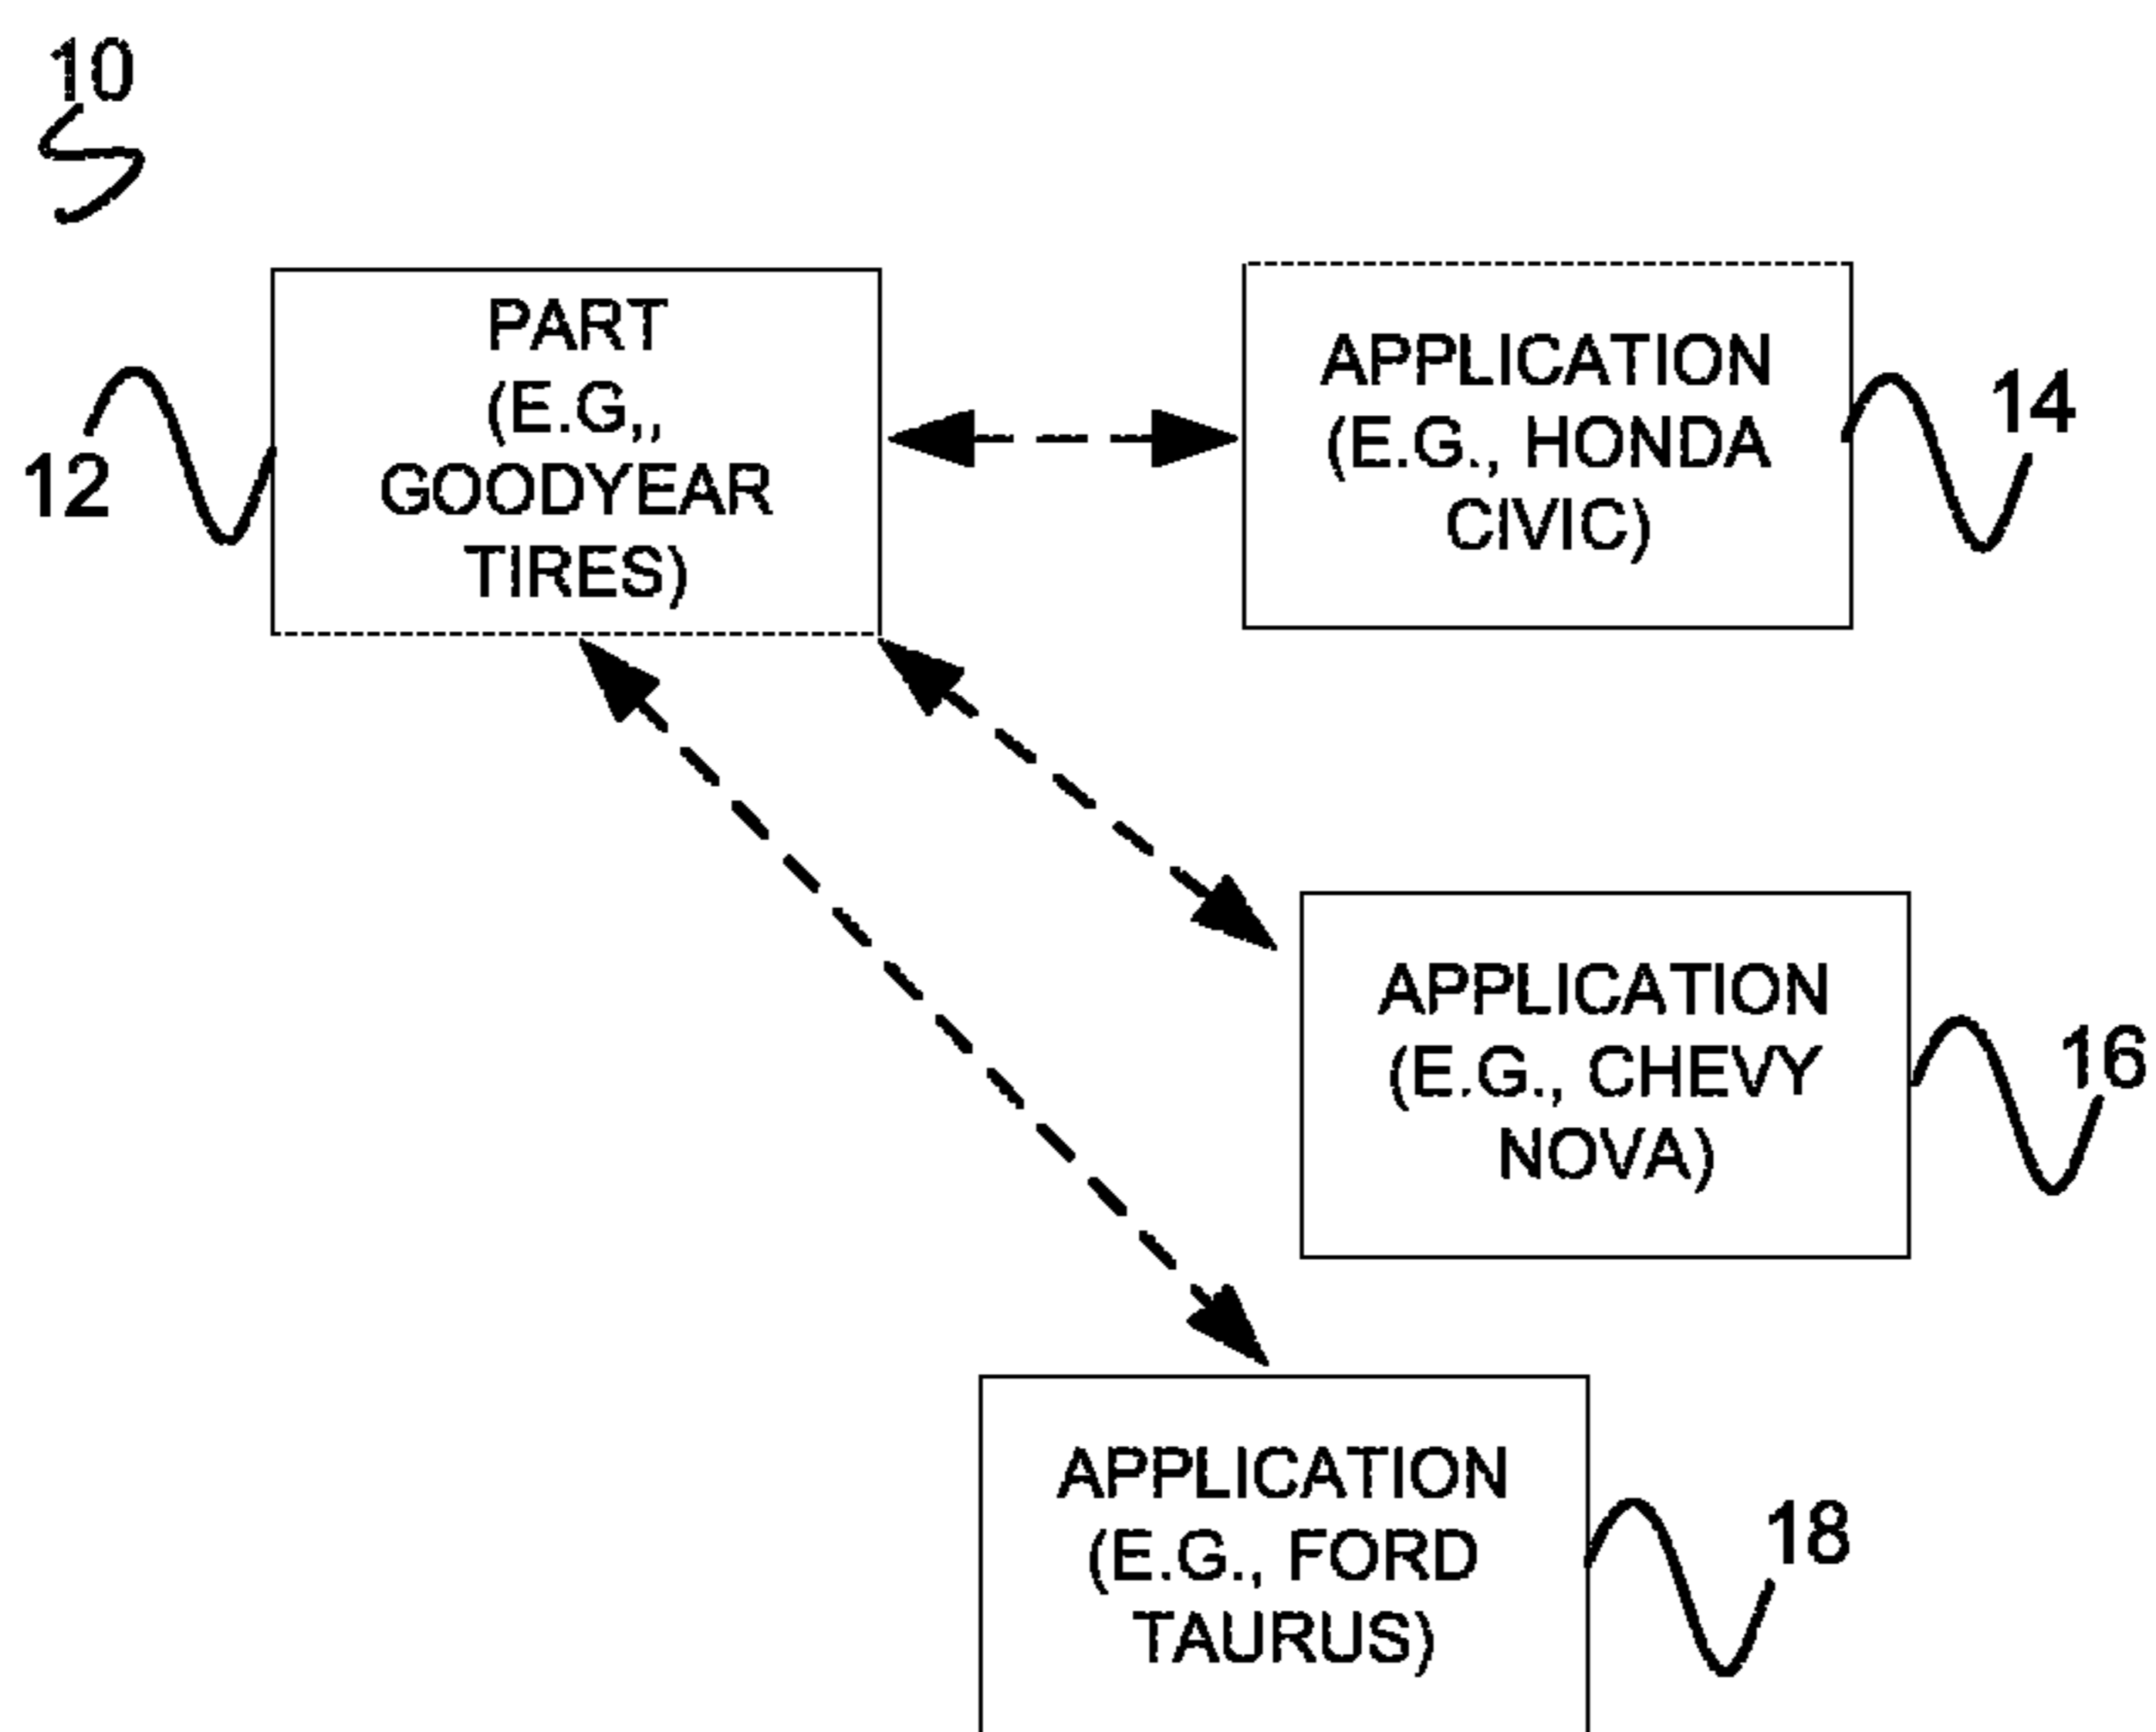 10
PART
(E.G,,
GOODYEAR
TIRES)
12
APPLICATION
(E.G., HONDA
CIVIC)
14
APPLICATION
(E.G., CHEVY
NOVA)
16
APPLICATION
(E.G., FORD
TAURUS)
18